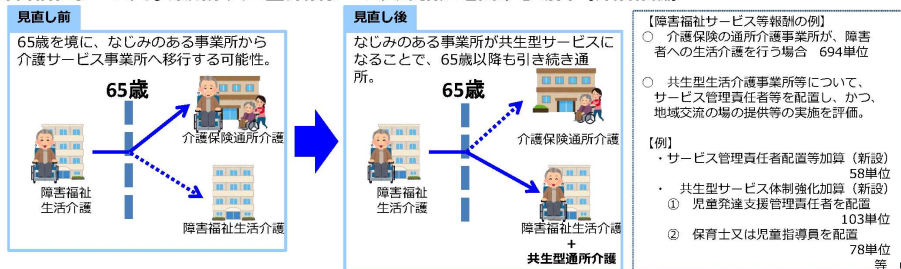 見直し前
65歳を境に、なじみのある事業所から
介護サービス事業所へ移行する可能性。
65歳
介護保険通所介護
障害福祉
生活介護
障害福祉生活介護
見直し後
なじみのある事業所が共生型サービスに
なることで、65歳以降も引き続き通
所。
65歳
介護保険通所介護
障害福祉
生活介護
障害福祉生活介護
+
共生型通所介護
【障害福祉サービス等報酬の例】
○ 介護保険の通所介護事業所が、障害
者への生活介護を行う場合 694単位
○ 共生型生活介護事業所等について、
サービス管理責任者等を配置し、かつ、
地域交流の場の提供等の実施を評価。
【例】
・サービス管理責任者配置等加算（新設）
58単位
・ 共生型サービス体制強化加算（新設）
① 児童発達支援管理責任者を配置
103単位
② 保育士又は児童指導員を配置
78単位
等